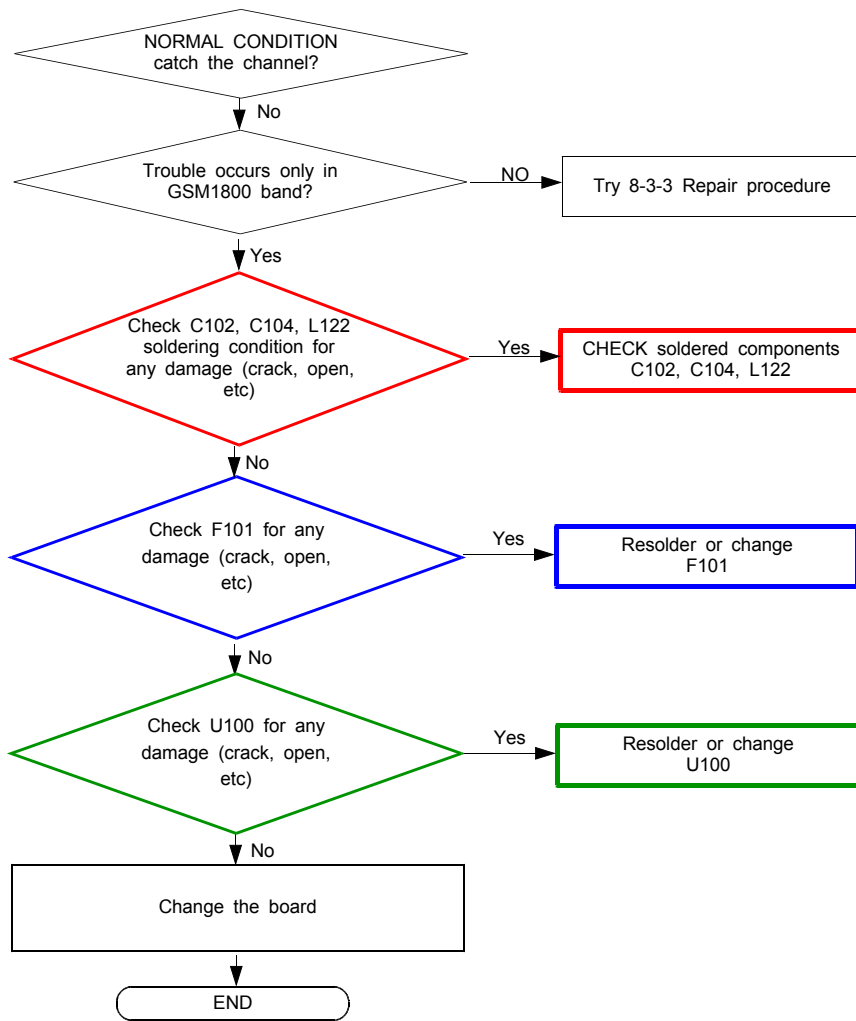 NORMAL CONDITION
catch the channel?
No
Trouble occurs only in
GSM1800 band?
NO
Try 8-3-3 Repair procedure
Yes
Check C102, C104, L122
soldering condition for
any damage (crack, open,
etc)
Yes
CHECK soldered components
C102, C104, L122
No
Check F101 for any
damage (crack, open,
etc)
Yes
Resolder or change
F101
No
Check U100 for any
damage (crack, open,
etc)
Yes
Resolder or change
U100
No
Change the board
END